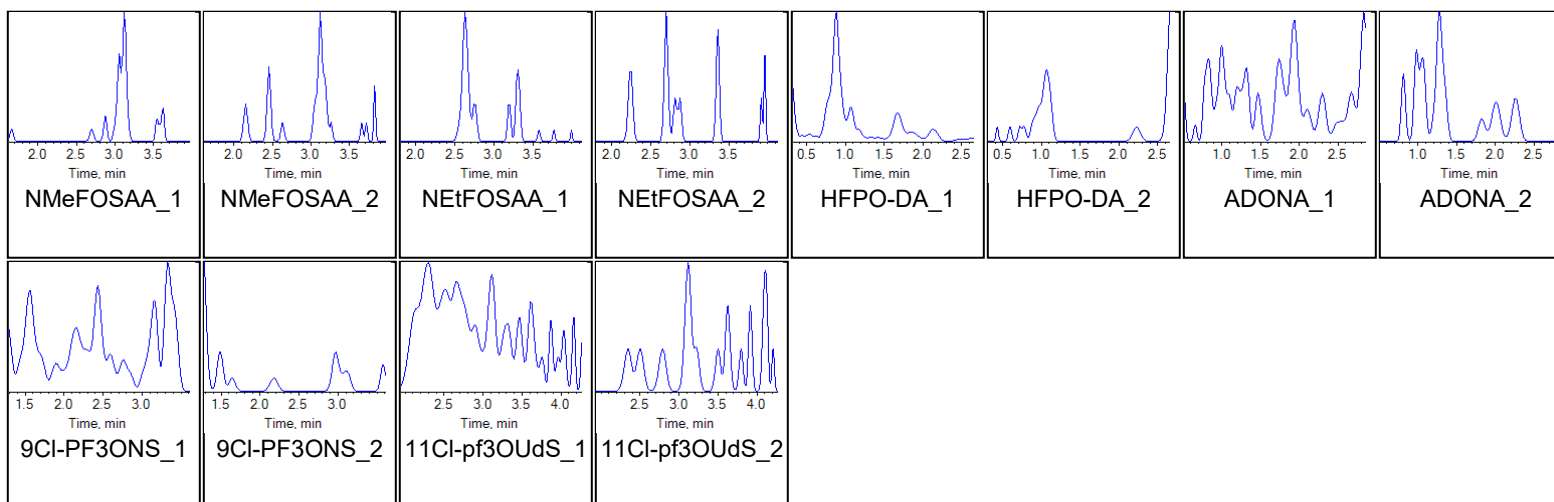 2.0 2.5 3.0 3.5 2.0 2.5 3.0 3.5 2.0 2.5 3.0 3.5 2.0 2.5 3.0 3.5 0.5 1.0 1.5 2.0 2.5 0.5 1.0 1.5 2.0 2.5 1.0 1.5 2.0 2.5 1.0 1.5 2.0 2.5
Time, min Time, min Time, min Time, min Time, min Time, min Time, min Time, min
NMeFOSAA_1 NMeFOSAA_2 NEtFOSAA_1 NEtFOSAA_2 HFPO-DA_1 HFPO-DA_2 ADONA_1 ADONA_2
1.5 2.0 2.5 3.0 1.5 2.0 2.5 3.0 2.5 3.0 3.5 4.0 2.5 3.0 3.5 4.0
Time, min Time, min Time, min Time, min
9Cl-PF3ONS_1 9Cl-PF3ONS_2 11Cl-pf3OUdS_1 11Cl-pf3OUdS_2